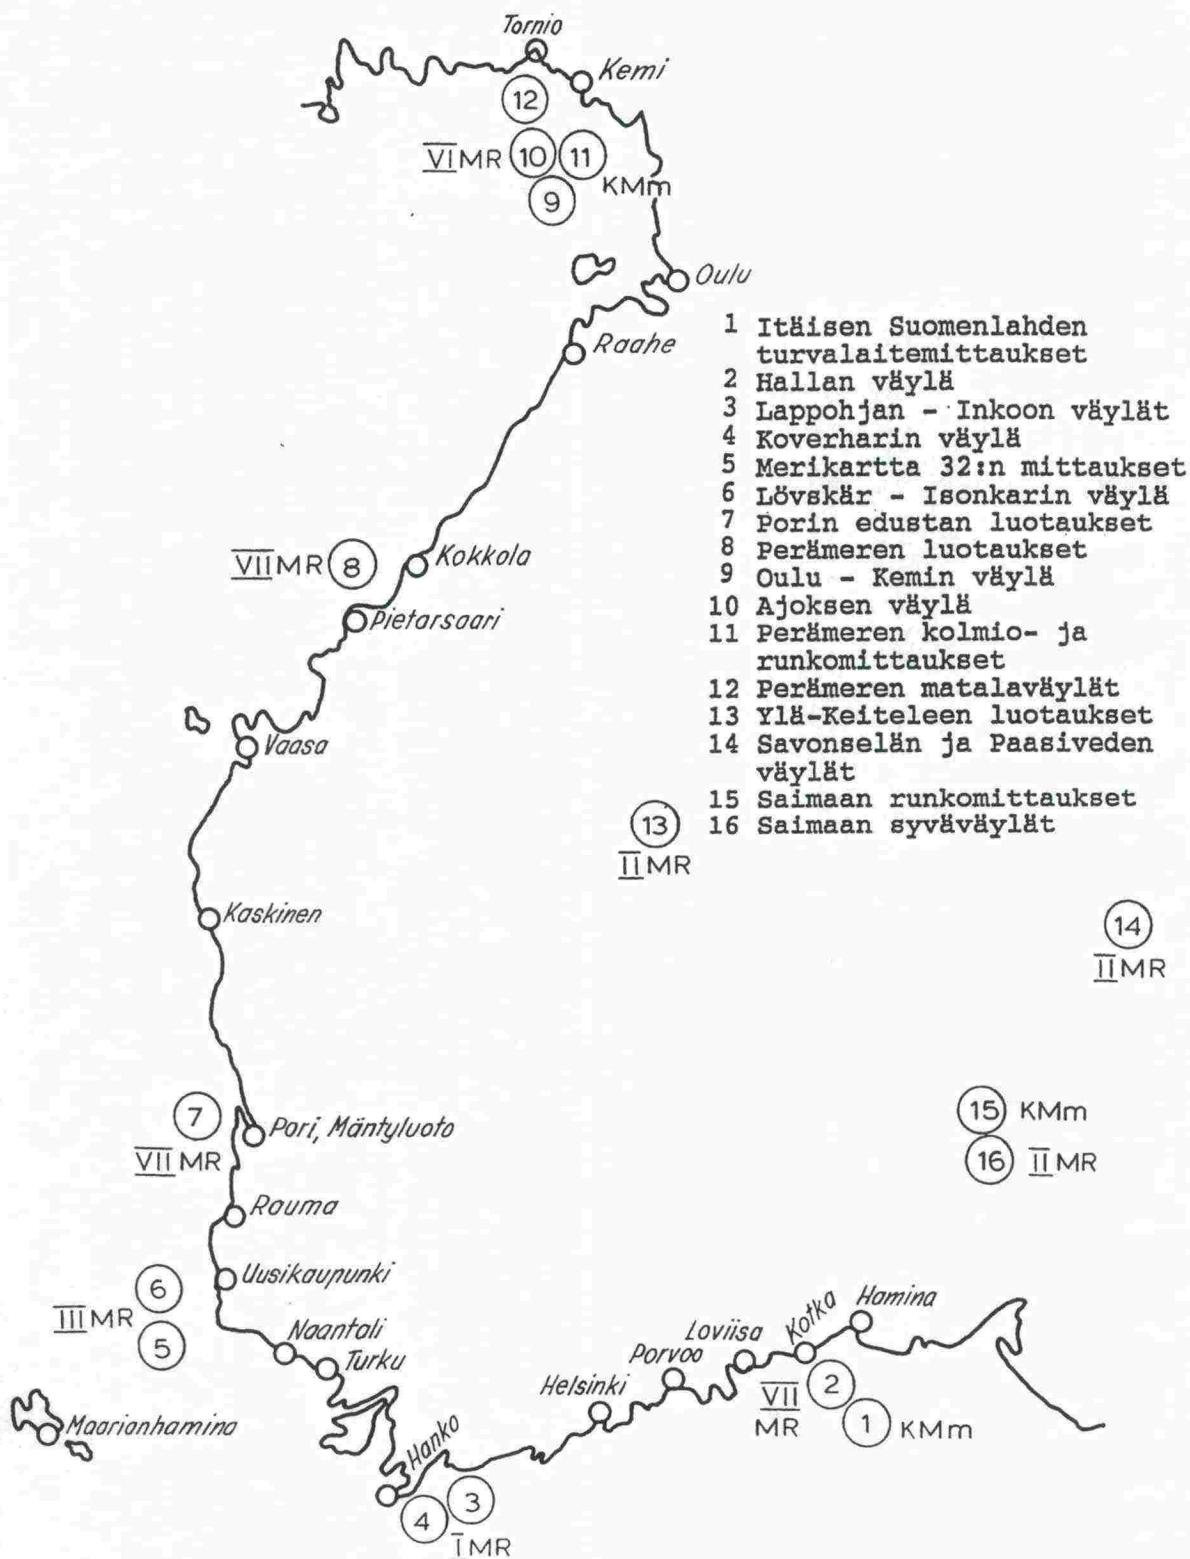 Tornio
Kemi
12
VI MR 10 11
KMm
9
Oulu
Raahe
1 Itäisen Suomenlahden
turvalaitemittaukset
2 Hallan väylä
3 Lappohjan - Inkoon väylät
4 Koverharin väylä
5 Merikartta 32:n mittaukset
6 Lövskär - Isonkarin väylä
7 Porin edustan luotaukset
8 Perämeren luotaukset
9 Oulu - Kemin väylä
10 Ajoksen väylä
11 Perämeren kolmio- ja
runkomittaukset
12 Perämeren matalaväylät
13 Ylä-Keiteleen luotaukset
14 Savonselän ja Paasiveden
väylät
15 Saimaan runkomittaukset
16 Saimaan syväväylät
VII MR 8
Kokkola
Pietarsaari
Vaasa
13
II MR
Kaskinen
14
II MR
7
VII MR
Pori, Mäntyluoto
15 KMm
16 II MR
Rauma
Uusikaupunki
6
III MR
5
Naantali
Turku
Maarianhamina
Hanko
Helsinki
Porvoo
Loviisa
Kotka
Hamina
VII
MR
2
1 KMm
3
4
I MR